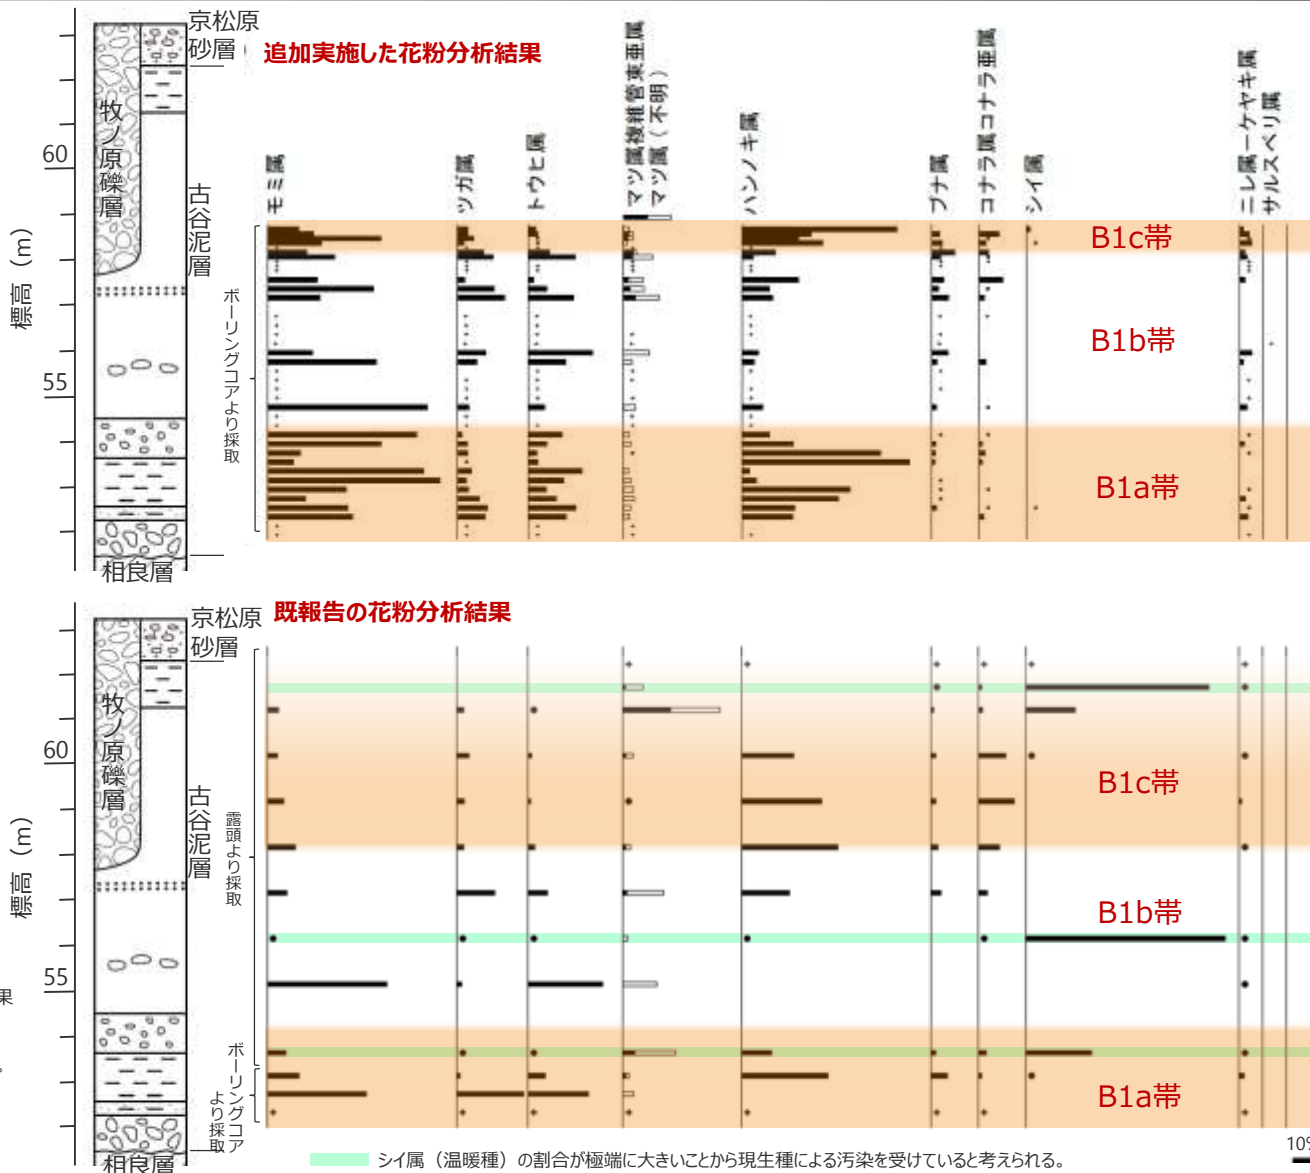 追加実施した花粉分析結果
京松原
砂層
牧ノ原礫層
古谷泥層
相良層
標高（m）
60
55
ボーリングコアより採取
モミ属
ツガ属
トウヒ属
マツ属複維管束亜属
マツ属（不明）
ハンノキ属
ブナ属
コナラ属コナラ亜属
シイ属
ニレ属ーケヤキ属
サルスベリ属
B1c帯
B1b帯
B1a帯
既報告の花粉分析結果
京松原
砂層
牧ノ原礫層
古谷泥層
相良層
標高（m）
60
55
露頭より採取
ボーリングコアより採取
B1c帯
B1b帯
B1a帯
果
。
10%
シイ属（温暖種）の割合が極端に大きいことから現生種による汚染を受けていると考えられる。